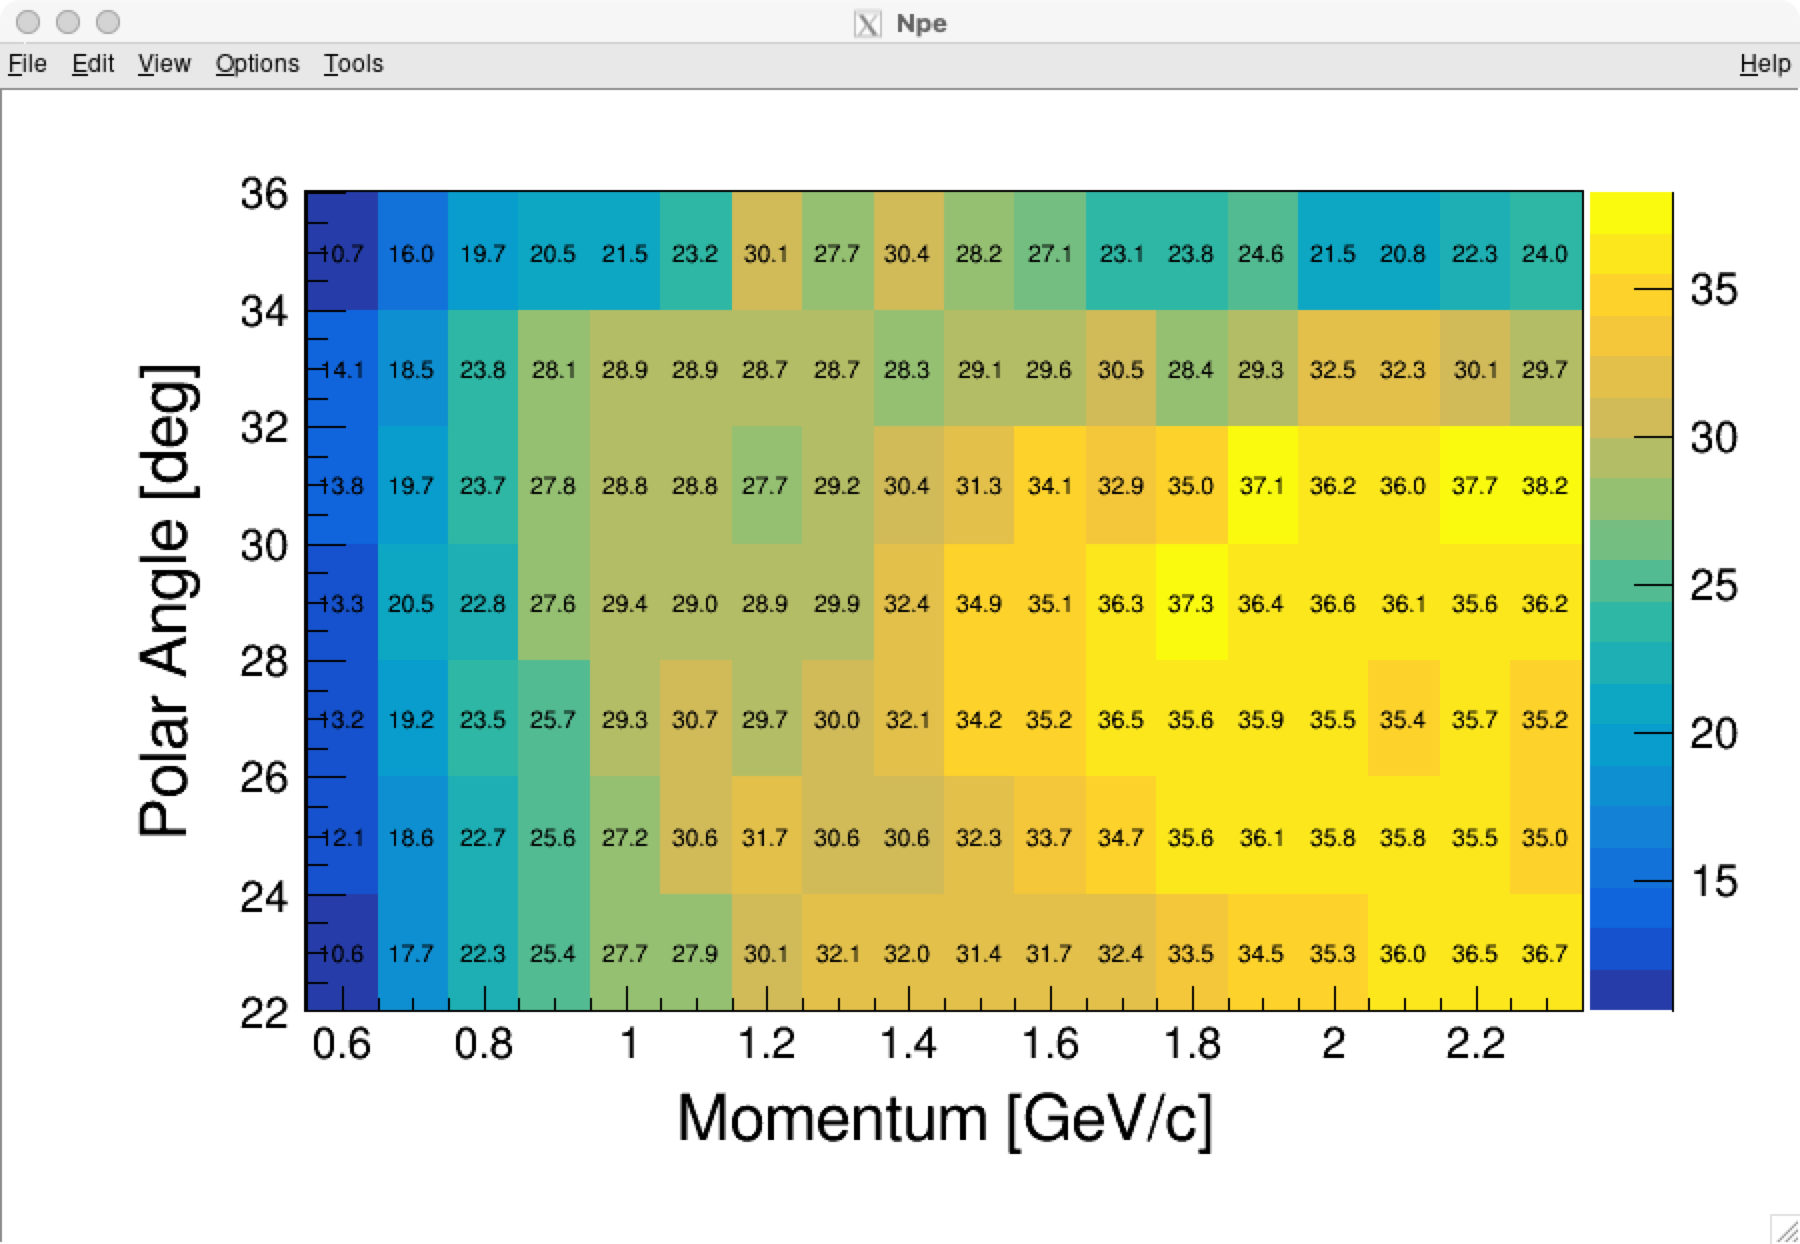 Npe
File Edit View Options Tools Help
36
10.7 16.0 19.7 20.5 21.5 23.2 30.1 27.7 30.4 28.2 27.1 23.1 23.8 24.6 21.5 20.8 22.3 24.0
35
34
14.1 18.5 23.8 28.1 28.9 28.9 28.7 28.7 28.3 29.1 29.6 30.5 28.4 29.3 32.5 32.3 30.1 29.7
32
30
13.8 19.7 23.7 27.8 28.8 28.8 27.7 29.2 30.4 31.3 34.1 32.9 35.0 37.1 36.2 36.0 37.7 38.2
30
25
13.3 20.5 22.8 27.6 29.4 29.0 28.9 29.9 32.4 34.9 35.1 36.3 37.3 36.4 36.6 36.1 35.6 36.2
28
13.2 19.2 23.5 25.7 29.3 30.7 29.7 30.0 32.1 34.2 35.2 36.5 35.6 35.9 35.5 35.4 35.7 35.2
20
26
12.1 18.6 22.7 25.6 27.2 30.6 31.7 30.6 30.6 32.3 33.7 34.7 35.6 36.1 35.8 35.8 35.5 35.0
15
24
10.6 17.7 22.3 25.4 27.7 27.9 30.1 32.1 32.0 31.4 31.7 32.4 33.5 34.5 35.3 36.0 36.5 36.7
22
Polar Angle [deg]
0.6 0.8 1 1.2 1.4 1.6 1.8 2 2.2
Momentum [GeV/c]